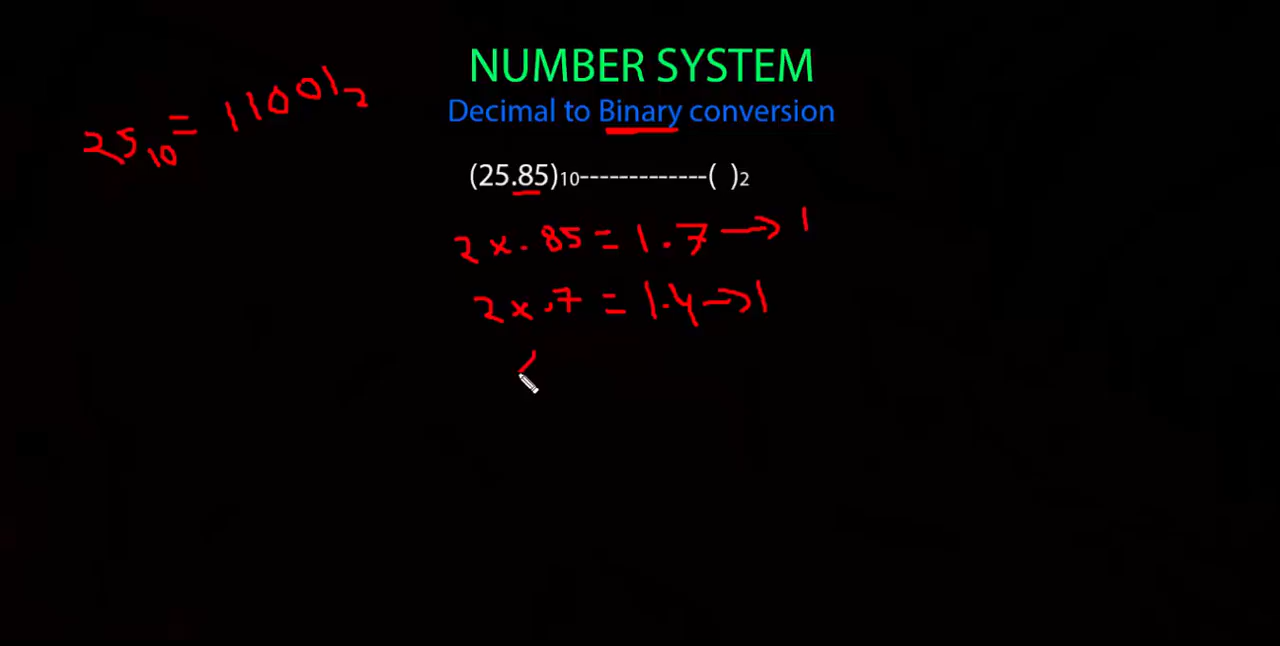 NUMBER SYSTEM
Decimal to Binary conversion
25₁₀ = 11001₂
(25.85)10-------------( )2
2 x .85 = 1.7 → 1
2 x .7 = 1.4 → 1